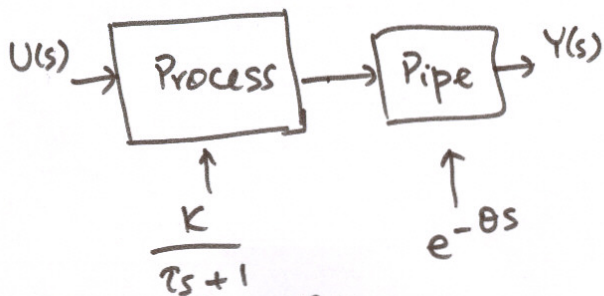 U(s)
Process
Pipe
Y(s)
K
τs + 1
e^{-θs}